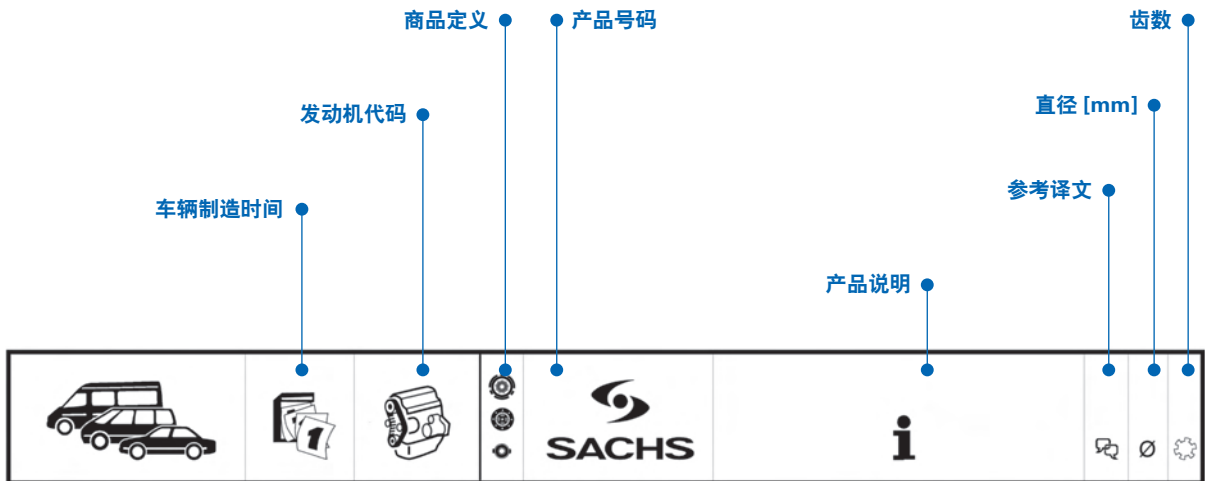 商品定义
产品号码
齿数
发动机代码
直径 [mm]
参考译文
车辆制造时间
产品说明
1
SACHS
i
Ø